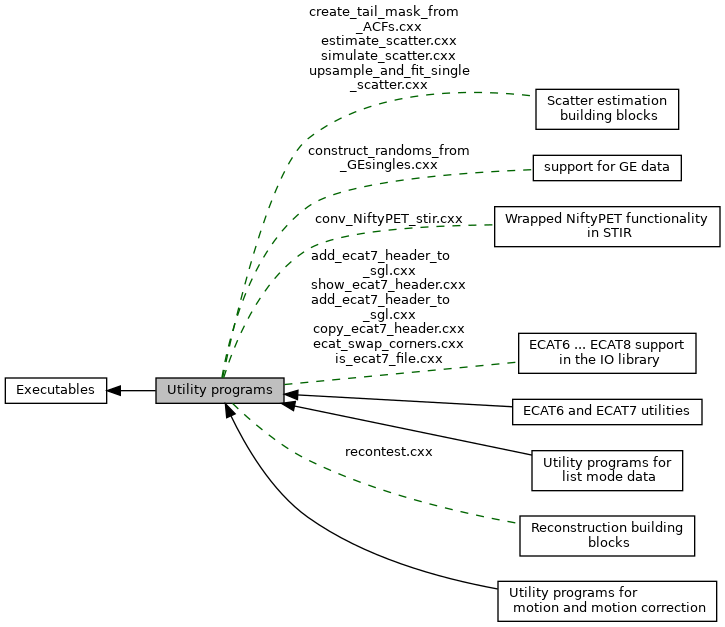 create_tail_mask_from
_ACFs.cxx
estimate_scatter.cxx
simulate_scatter.cxx
upsample_and_fit_single
_scatter.cxx
Scatter estimation
building blocks
construct_randoms_from
_GEsingles.cxx
support for GE data
conv_NiftyPET_stir.cxx
Wrapped NiftyPET functionality
in STIR
add_ecat7_header_to
_sgl.cxx
show_ecat7_header.cxx
add_ecat7_header_to
_sgl.cxx
copy_ecat7_header.cxx
ecat_swap_corners.cxx
is_ecat7_file.cxx
ECAT6 ... ECAT8 support
in the IO library
Executables
Utility programs
ECAT6 and ECAT7 utilities
Utility programs for
list mode data
recontest.cxx
Reconstruction building
blocks
Utility programs for
motion and motion correction